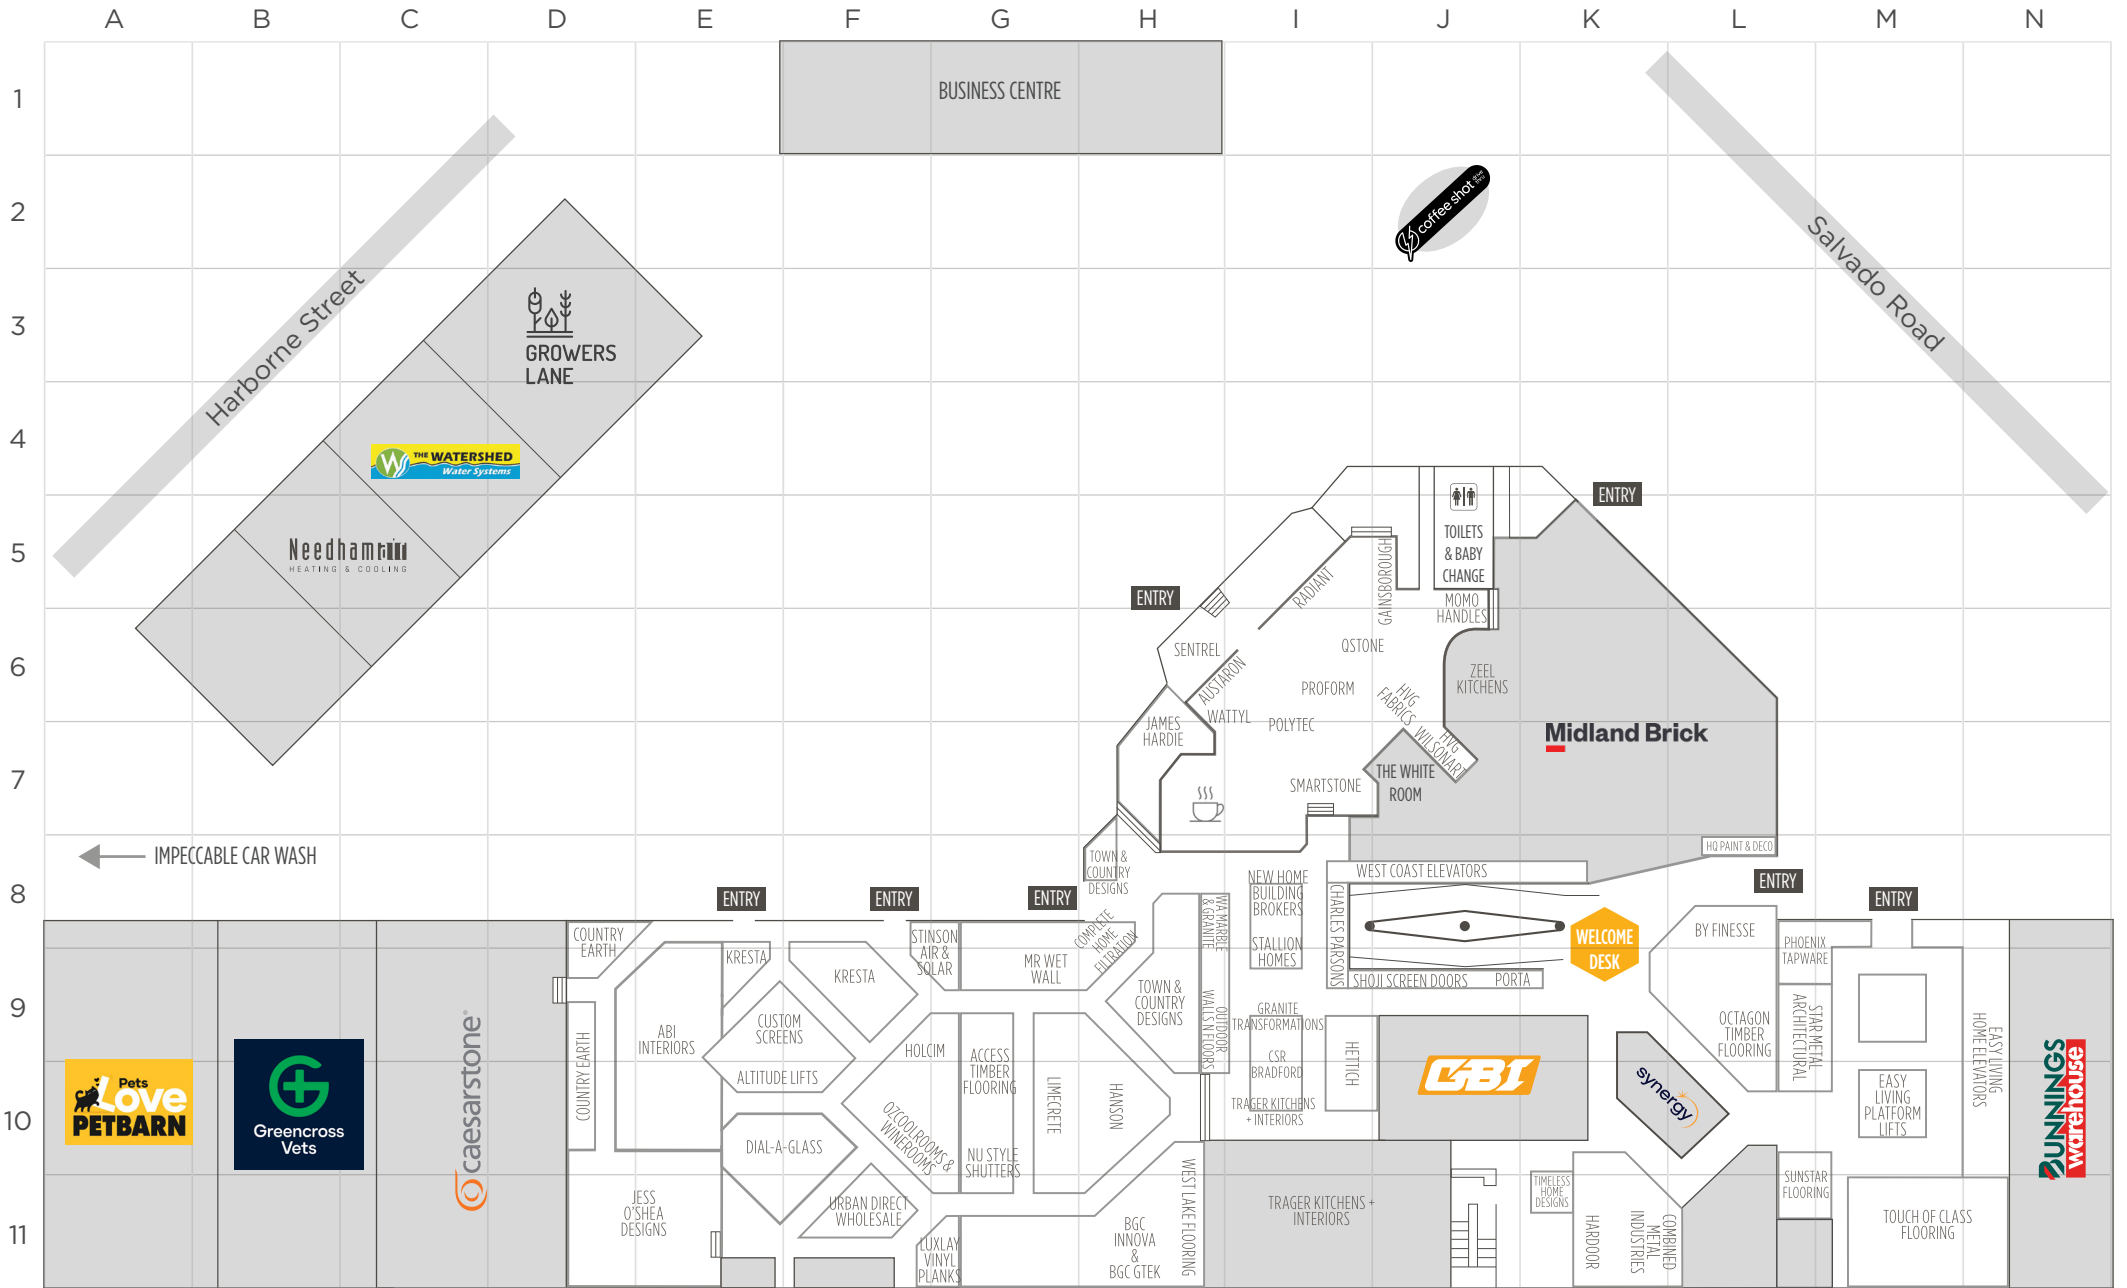 A B C D E F G H I J K L M N
1
2
3
4
5
6
7
8
9
10
11
BUSINESS CENTRE
Harborne Street
Salvado Road
coffee shot
drive
thru
GROWERS
LANE
THE WATERSHED
Water Systems
Needhamair
HEATING & COOLING
ENTRY
TOILETS
& BABY
CHANGE
ENTRY
RADIANT
GAINSBOROUGH
MOMO
HANDLES
SENTREL
AUSTARON
QSTONE
PROFORM
ZEEL
KITCHENS
HVG
FABRICS
WATTYL
POLYTEC
JAMES
HARDIE
HVG
WILSONART
Midland Brick
SMARTSTONE
THE WHITE
ROOM
IMPECCABLE CAR WASH
HQ PAINT & DECO
TOWN &
COUNTRY
DESIGNS
WEST COAST ELEVATORS
NEW HOME
BUILDING
BROKERS
ENTRY
ENTRY
ENTRY
ENTRY
ENTRY
CHARLES PARSONS
WA MARBLE
& GRANITE
COMPLETE
HOME
FILTRATION
COUNTRY
EARTH
KRESTA
KRESTA
STINSON
AIR &
SOLAR
MR WET
WALL
STALLION
HOMES
WELCOME
DESK
BY FINESSE
PHOENIX
TAPWARE
SHOJI SCREEN DOORS
PORTA
TOWN &
COUNTRY
DESIGNS
OUTDOOR
WALLS N FLOORS
GRANITE
TRANSFORMATIONS
ABI
INTERIORS
CUSTOM
SCREENS
ALTITUDE LIFTS
HOLCIM
ACCESS
TIMBER
FLOORING
CSR
BRADFORD
HETTICH
GBI
OCTAGON
TIMBER
FLOORING
STAR METAL
ARCHITECTURAL
EASY LIVING
HOME ELEVATORS
caesarstone®
COUNTRY EARTH
LIMECRETE
HANSON
TRAGER KITCHENS
+ INTERIORS
synergy
EASY
LIVING
PLATFORM
LIFTS
BUNNINGS
warehouse
Pets
Love
PETBARN
Greencross
Vets
DIAL-A-GLASS
OZCOOLROOMS &
WINEROOMS
NU STYLE
SHUTTERS
WEST LAKE FLOORING
JESS
O'SHEA
DESIGNS
URBAN DIRECT
WHOLESALE
TRAGER KITCHENS +
INTERIORS
TIMELESS
HOME
DESIGNS
SUNSTAR
FLOORING
TOUCH OF CLASS
FLOORING
LUXLAY
VINYL
PLANKS
BGC
INNOVA
&
BGC GTEK
HARDOOR
COMBINED
METAL
INDUSTRIES